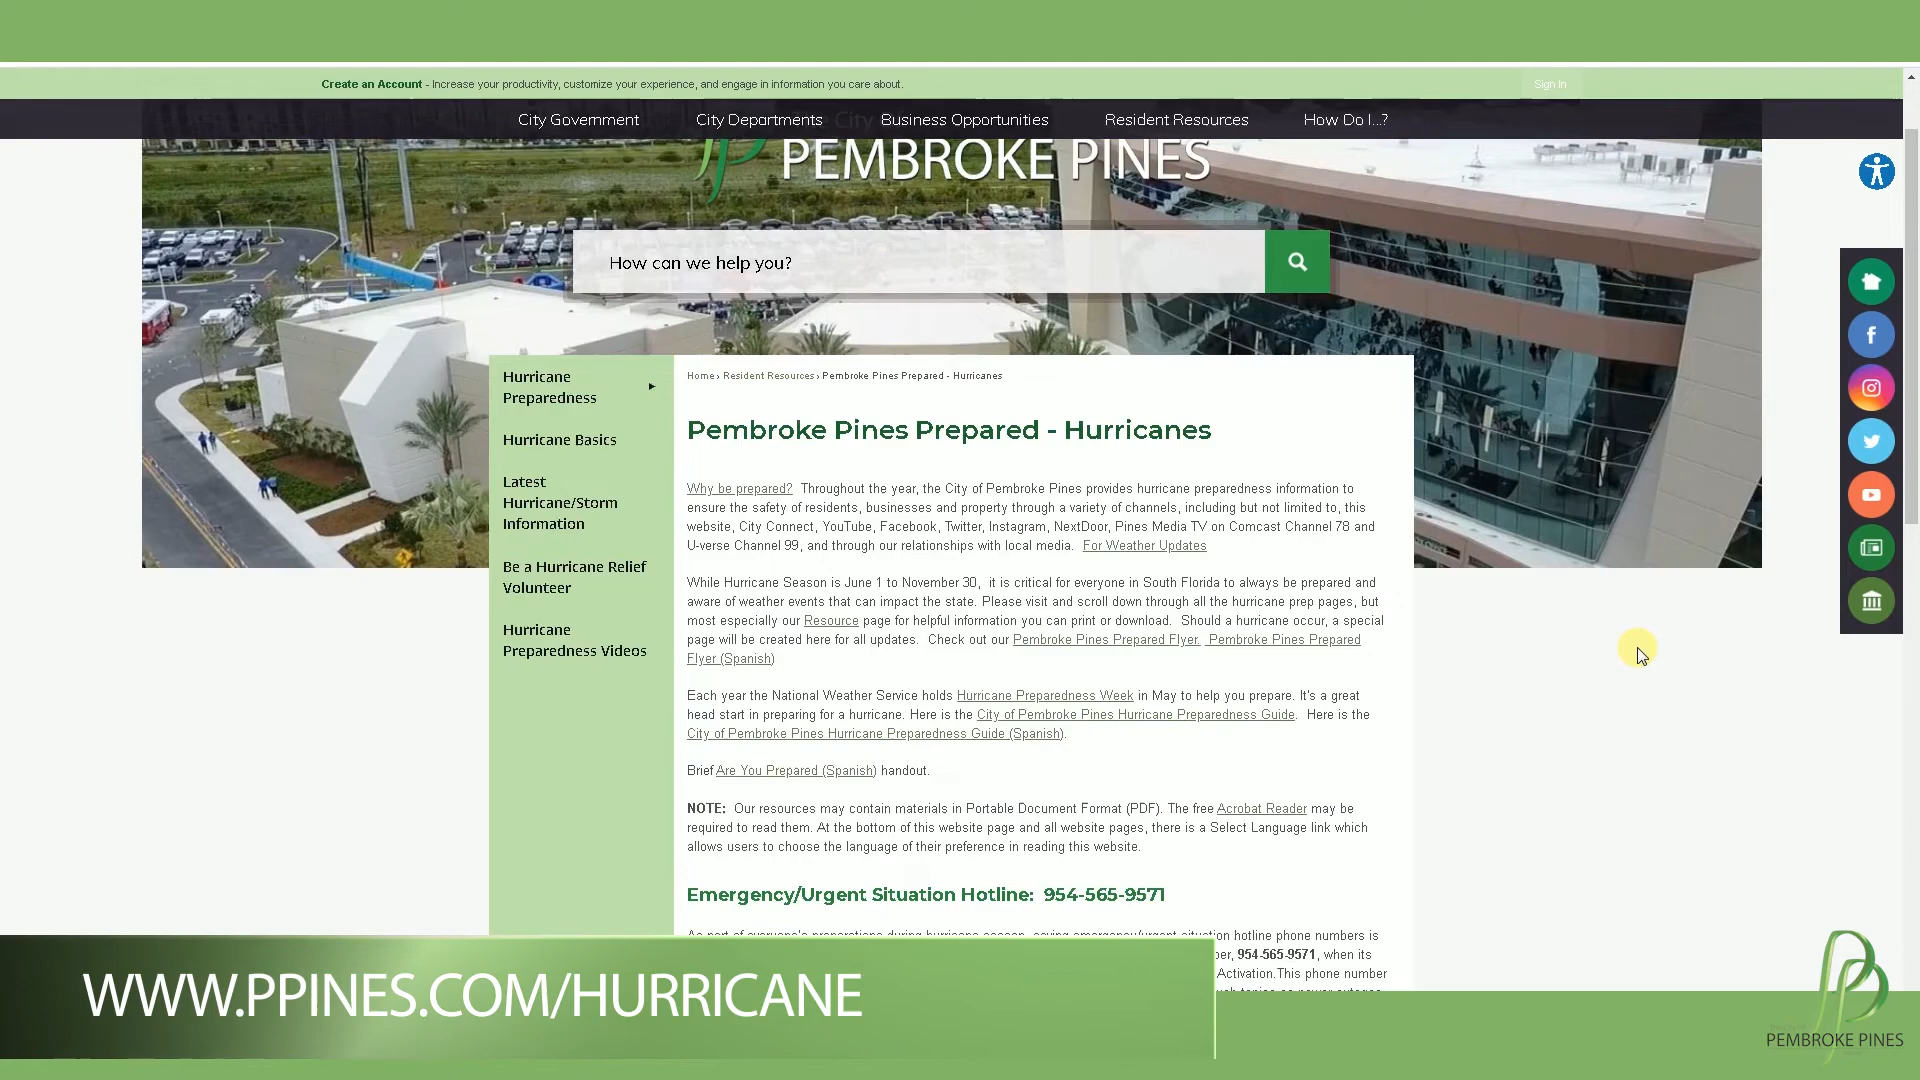 Create an Account - Increase your productivity, customize your experience, and engage in information you care about.
Sign In
City Government
City Departments
Business Opportunities
Resident Resources
How Do I...?
PEMBROKE PINES
How can we help you?
Hurricane
Preparedness
Hurricane Basics
Latest
Hurricane/Storm
Information
Be a Hurricane Relief
Volunteer
Hurricane
Preparedness Videos
Home › Resident Resources › Pembroke Pines Prepared - Hurricanes
Pembroke Pines Prepared - Hurricanes
Why be prepared? Throughout the year, the City of Pembroke Pines provides hurricane preparedness information to
ensure the safety of residents, businesses and property through a variety of channels, including but not limited to, this
website, City Connect, YouTube, Facebook, Twitter, Instagram, NextDoor, Pines Media TV on Comcast Channel 78 and
U-verse Channel 99, and through our relationships with local media. For Weather Updates
While Hurricane Season is June 1 to November 30, it is critical for everyone in South Florida to always be prepared and
aware of weather events that can impact the state. Please visit and scroll down through all the hurricane prep pages, but
most especially our Resource page for helpful information you can print or download. Should a hurricane occur, a special
page will be created here for all updates. Check out our Pembroke Pines Prepared Flyer. Pembroke Pines Prepared
Flyer (Spanish)
Each year the National Weather Service holds Hurricane Preparedness Week in May to help you prepare. It's a great
head start in preparing for a hurricane. Here is the City of Pembroke Pines Hurricane Preparedness Guide. Here is the
City of Pembroke Pines Hurricane Preparedness Guide (Spanish).
Brief Are You Prepared (Spanish) handout.
NOTE: Our resources may contain materials in Portable Document Format (PDF). The free Acrobat Reader may be
required to read them. At the bottom of this website page and all website pages, there is a Select Language link which
allows users to choose the language of their preference in reading this website.
Emergency/Urgent Situation Hotline: 954-565-9571
hotline phone numbers is
954-565-9571, when its
Activation.This phone number
WWW.PPINES.COM/HURRICANE
PEMBROKE PINES